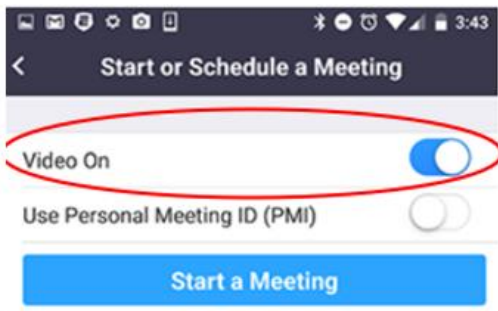 3:43
Start or Schedule a Meeting
Video On
Use Personal Meeting ID (PMI)
Start a Meeting